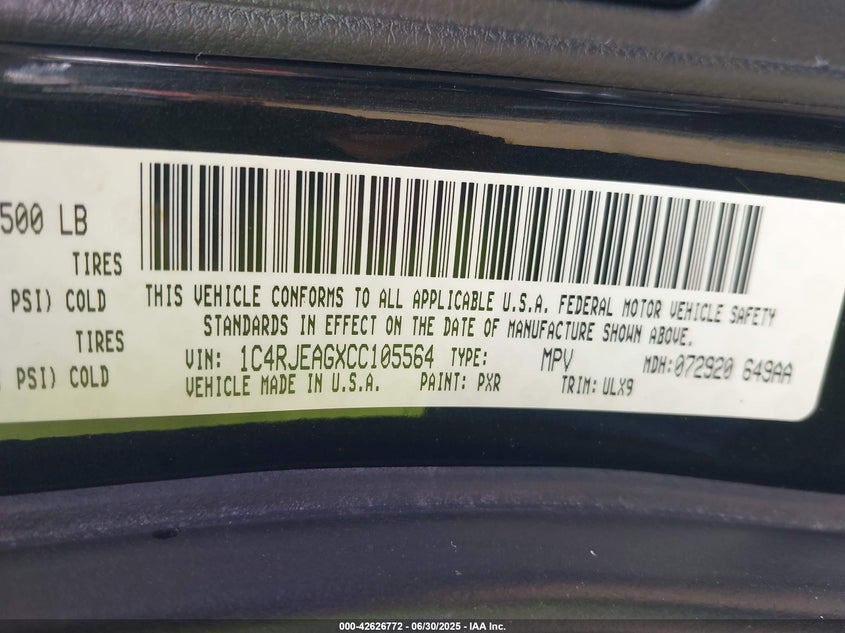 500 LB
TIRES
PSI) COLD
TIRES
PSI) COLD
THIS VEHICLE CONFORMS TO ALL APPLICABLE U.S.A. FEDERAL MOTOR VEHICLE SAFETY
STANDARDS IN EFFECT ON THE DATE OF MANUFACTURE SHOWN ABOVE.
VIN: 1C4RJEAGXCC105564 TYPE: MPV MDH:072920 649AA
VEHICLE MADE IN U.S.A. PAINT: PXR TRIM: ULX9
000-42626772 - 06/30/2025 - IAA Inc.